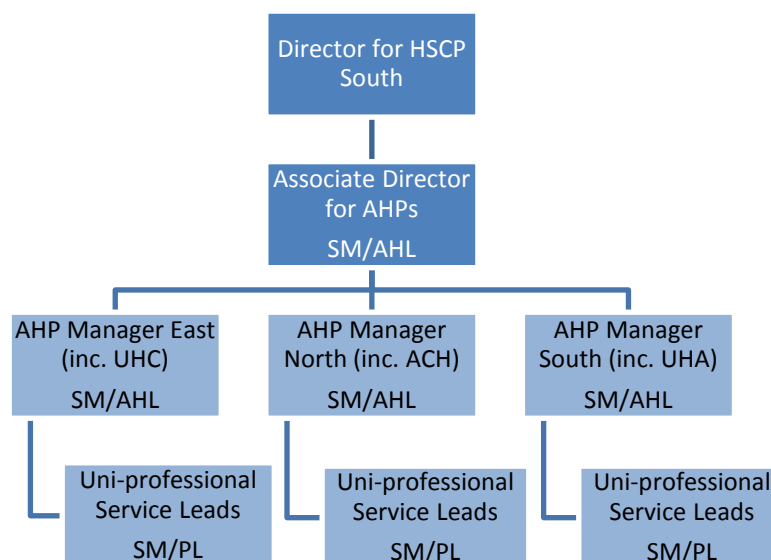 Director for HSCP
South
Associate Director
for AHPs
SM/AHL
AHP Manager East
(inc. UHC)
SM/AHL
AHP Manager
North (inc. ACH)
SM/AHL
AHP Manager
South (inc. UHA)
SM/AHL
Uni-professional
Service Leads
SM/PL
Uni-professional
Service Leads
SM/PL
Uni-professional
Service Leads
SM/PL